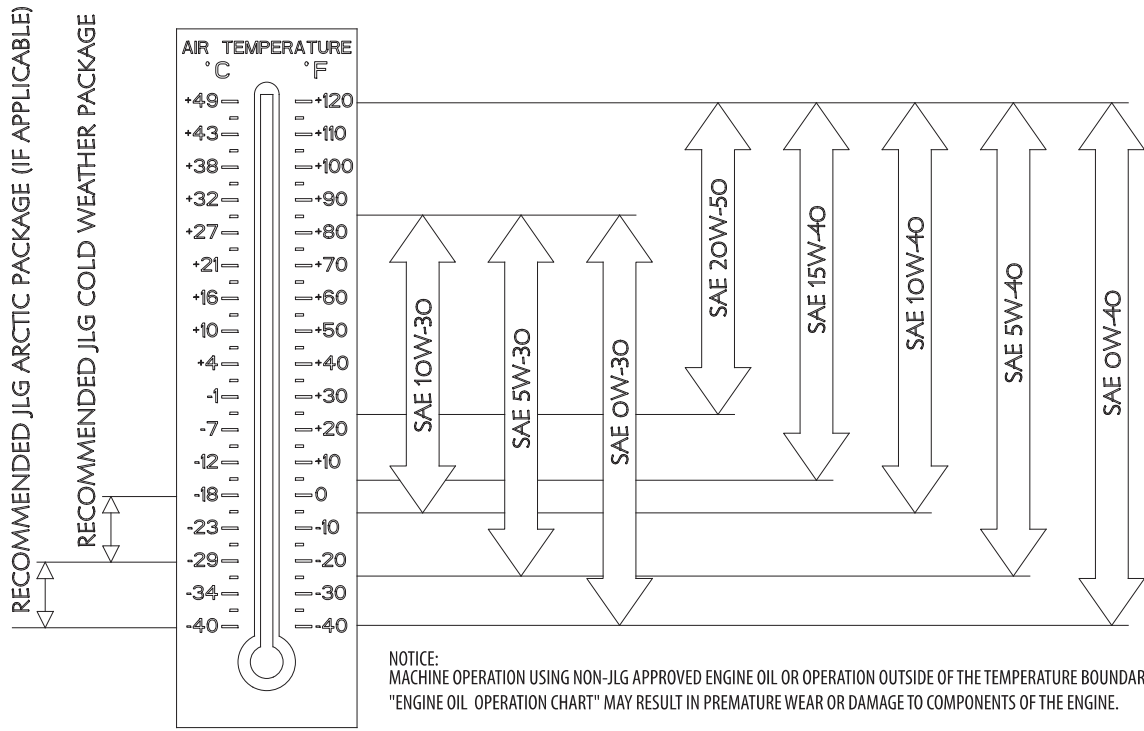 RECOMMENDED JLG ARCTIC PACKAGE (IF APPLICABLE)
RECOMMENDED JLG COLD WEATHER PACKAGE
AIR TEMPERATURE
°C °F
+49 +120
+43 +110
+38 +100
+32 +90
+27 +80
+21 +70
+16 +60
+10 +50
+4 +40
-1 +30
-7 +20
-12 +10
-18 0
-23 -10
-29 -20
-34 -30
-40 -40
SAE 10W-30
SAE 5W-30
SAE 0W-30
SAE 20W-50
SAE 15W-40
SAE 10W-40
SAE 5W-40
SAE 0W-40
NOTICE:
MACHINE OPERATION USING NON-JLG APPROVED ENGINE OIL OR OPERATION OUTSIDE OF THE TEMPERATURE
"ENGINE OIL OPERATION CHART" MAY RESULT IN PREMATURE WEAR OR DAMAGE TO COMPONENTS OF THE ENGINE.